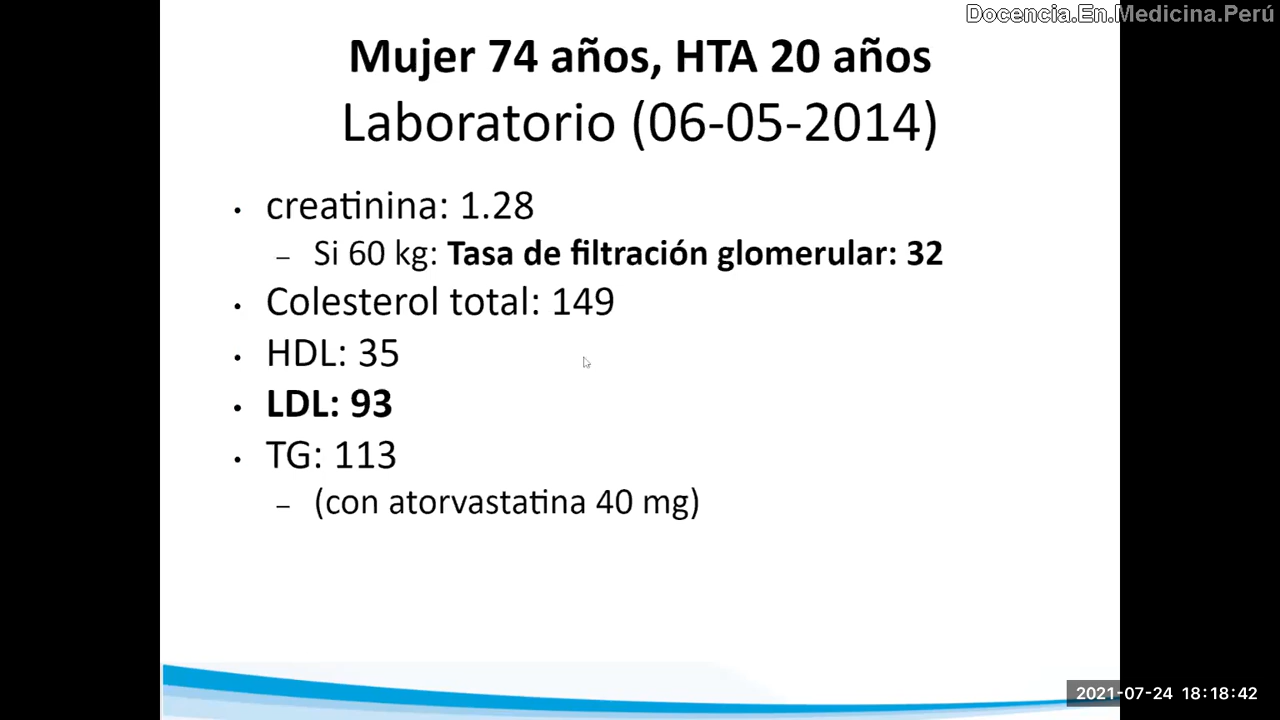 Docencia.En.Medicina.Perú
Mujer 74 años, HTA 20 años
Laboratorio (06-05-2014)
• creatinina: 1.28
– Si 60 kg: Tasa de filtración glomerular: 32
• Colesterol total: 149
• HDL: 35
• LDL: 93
• TG: 113
– (con atorvastatina 40 mg)
2021-07-24 18:18:42